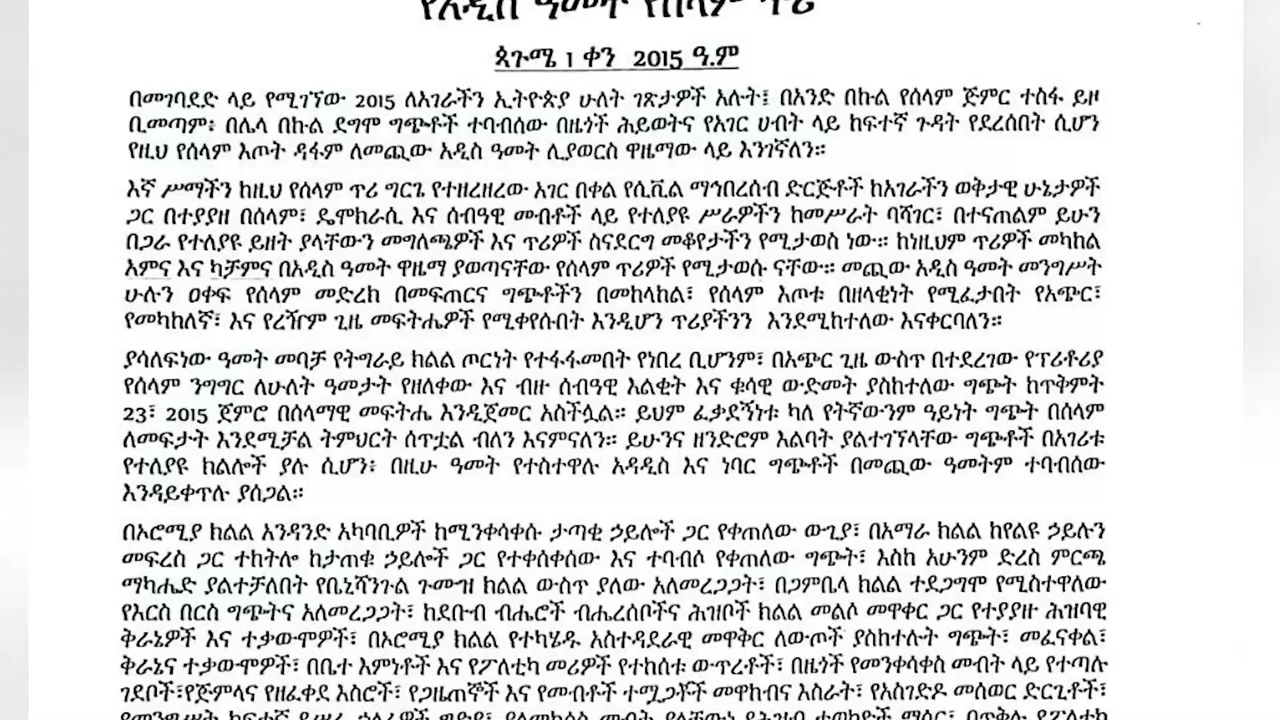 የአዲስ ዓመት የሰላም ጥሪ
ጳጉሜ 1 ቀን 2015 ዓ.ም
በመገባደድ ላይ የሚገኘው 2015 ለአገራችን ኢትዮጵያ ሁለት ገጽታዎች አሉት፤ በአንድ በኩል የሰላም ጅምር ተስፋ ይዞ
ቢመጣም፥ በሌላ በኩል ደግሞ ግጭቶች ተባብሰው በዜጎች ሕይወትና የአገር ሀብት ላይ ከፍተኛ ጉዳት የደረሰበት ሲሆን
የዚህ የሰላም እጦት ዳፋም ለመጪው አዲስ ዓመት ሊያወርስ ዋዜማው ላይ እንገኛለን።
እኛ ሥማችን ከዚህ የሰላም ጥሪ ግርጌ የተዘረዘረው አገር በቀል የሲቪል ማኅበረሰብ ድርጅቶች ከአገራችን ወቅታዊ ሁኔታዎች
ጋር በተያያዘ በሰላም፣ ዴሞክራሲ እና ሰብዓዊ መብቶች ላይ የተለያዩ ሥራዎችን ከመሥራት ባሻገር፣ በተናጠልም ይሁን
በጋራ የተለያዩ ይዘት ያላቸውን መግለጫዎች እና ጥሪዎች ስናደርግ መቆየታችን የሚታወስ ነው። ከነዚህም ጥሪዎች መካከል
አምና እና ካቻምና በአዲስ ዓመት ዋዜማ ያወጣናቸው የሰላም ጥሪዎች የሚታወሱ ናቸው። መጪው አዲስ ዓመት መንግሥት
ሁሉን ዐቀፍ የሰላም መድረክ በመፍጠርና ግጭቶችን በመከላከል፣ የሰላም እጦቱ በዘላቂነት የሚፈታበት የአጭር፣
የመካከለኛ፣ እና የረዥም ጊዜ መፍትሔዎች የሚቀየሱበት እንዲሆን ጥሪያችንን እንደሚከተለው እናቀርባለን።
ያሳለፍነው ዓመት መባቻ የትግራይ ክልል ጦርነት የተፋፋመበት የነበረ ቢሆንም፣ በአጭር ጊዜ ውስጥ በተደረገው የፕሪቶሪያ
የሰላም ንግግር ለሁለት ዓመታት የዘለቀው እና ብዙ ሰብዓዊ እልቂት እና ቁሳዊ ውድመት ያስከተለው ግጭት ከጥቅምት
23፣ 2015 ጀምሮ በሰላማዊ መፍትሔ እንዲጀመር አስችሏል። ይህም ፈቃደኝነቱ ካለ የትኛውንም ዓይነት ግጭት በሰላም
ለመፍታት እንደሚቻል ትምህርት ሰጥቷል ብለን እናምናለን። ይሁንና ዘንድሮም እልባት ያልተገኘላቸው ግጭቶች በአገሪቱ
የተለያዩ ክልሎች ያሉ ሲሆን፥ በዚሁ ዓመት የተስተዋሉ አዳዲስ እና ነባር ግጭቶች በመጪው ዓመትም ተባብሰው
እንዳይቀጥሉ ያሰጋል።
በኦሮሚያ ክልል አንዳንድ አካባቢዎች ከሚንቀሳቀሱ ታጣቂ ኃይሎች ጋር የቀጠለው ውጊያ፣ በአማራ ክልል ከየልዩ ኃይሉን
መፍረስ ጋር ተከትሎ ከታጠቁ ኃይሎች ጋር የተቀሰቀሰው እና ተባብሶ የቀጠለው ግጭት፣ እስከ አሁንም ድረስ ምርጫ
ማካሔድ ያልተቻለበት የቤኒሻንጉል ጉሙዝ ክልል ውስጥ ያለው አለመረጋጋት፣ በጋምቤላ ክልል ተደጋግሞ የሚስተዋለው
የእርስ በርስ ግጭትና አለመረጋጋት፣ ከደቡብ ብሔሮች ብሔረሰቦችና ሕዝቦች ክልል መልሶ መዋቀር ጋር የተያያዙ ሕዝባዊ
ቅራኔዎች እና ተቃውሞዎች፣ በኦሮሚያ ክልል የተካሄዱ አስተዳደራዊ መዋቅር ለውጦች ያስከተሉት ግጭት፣ መፈናቀል፣
ቅራኔና ተቃውሞዎች፣ በቤተ እምነቶች እና የፖለቲካ መሪዎች የተከሰቱ ውጥረቶች፣ በዜጎች የመንቀሳቀስ መብት ላይ የተጣሉ
ገደቦች፣የጅምላና የዘፈቀደ እስሮች፣ የጋዜጠኞች እና የመብቶች ተሟጋቾች መዋከብና እስራት፣ የአስገድዶ መሰወር ድርጊቶች፣